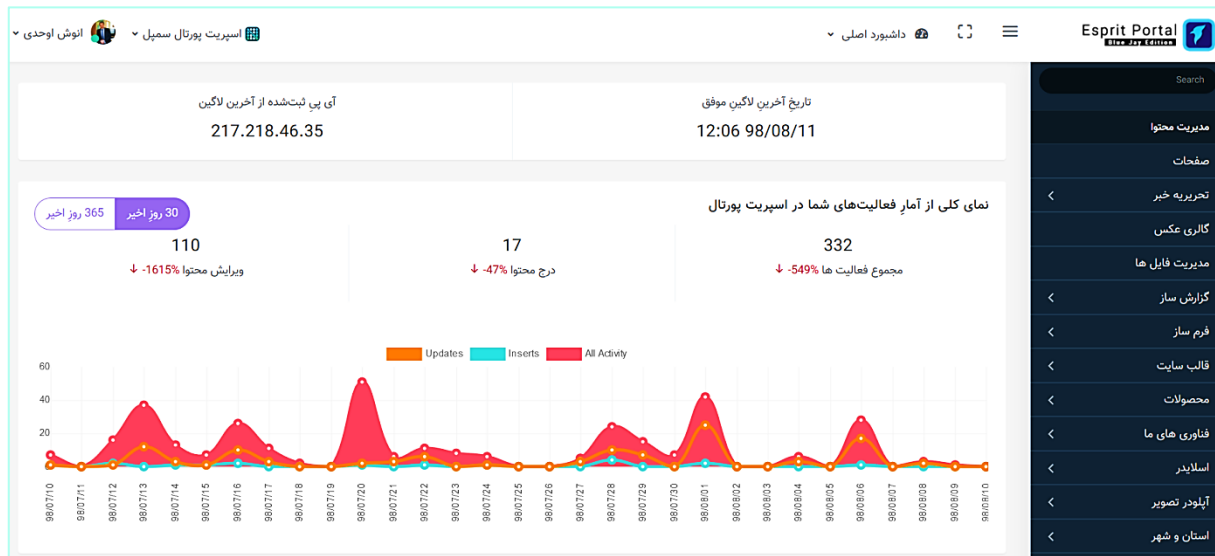 Esprit Portal
Blue Jay Edition
داشبورد اصلی
اسپریت پورتال سمپل
انوش اوحدی
Search
مدیریت محتوا
صفحات
تحریریه خبر
گالری عکس
مدیریت فایل ها
گزارش ساز
فرم ساز
قالب سایت
محصولات
فناوری های ما
اسلایدر
آپلودر تصویر
استان و شهر
تاریخ آخرین لاگین موفق
12:06 98/08/11
آی پیِ ثبت‌شده از آخرین لاگین
217.218.46.35
نمای کلی از آمارِ فعالیت‌های شما در اسپریت پورتال
30 روزِ اخیر
365 روزِ اخیر
332
مجموع فعالیت ها -549%
17
درج محتوا -47%
110
ویرایش محتوا -1615%
Updates Inserts All Activity
60
40
20
98/07/10
98/07/11
98/07/12
98/07/13
98/07/14
98/07/15
98/07/16
98/07/17
98/07/18
98/07/19
98/07/20
98/07/21
98/07/22
98/07/23
98/07/24
98/07/25
98/07/26
98/07/27
98/07/28
98/07/29
98/07/30
98/08/01
98/08/02
98/08/03
98/08/04
98/08/05
98/08/06
98/08/07
98/08/08
98/08/09
98/08/10